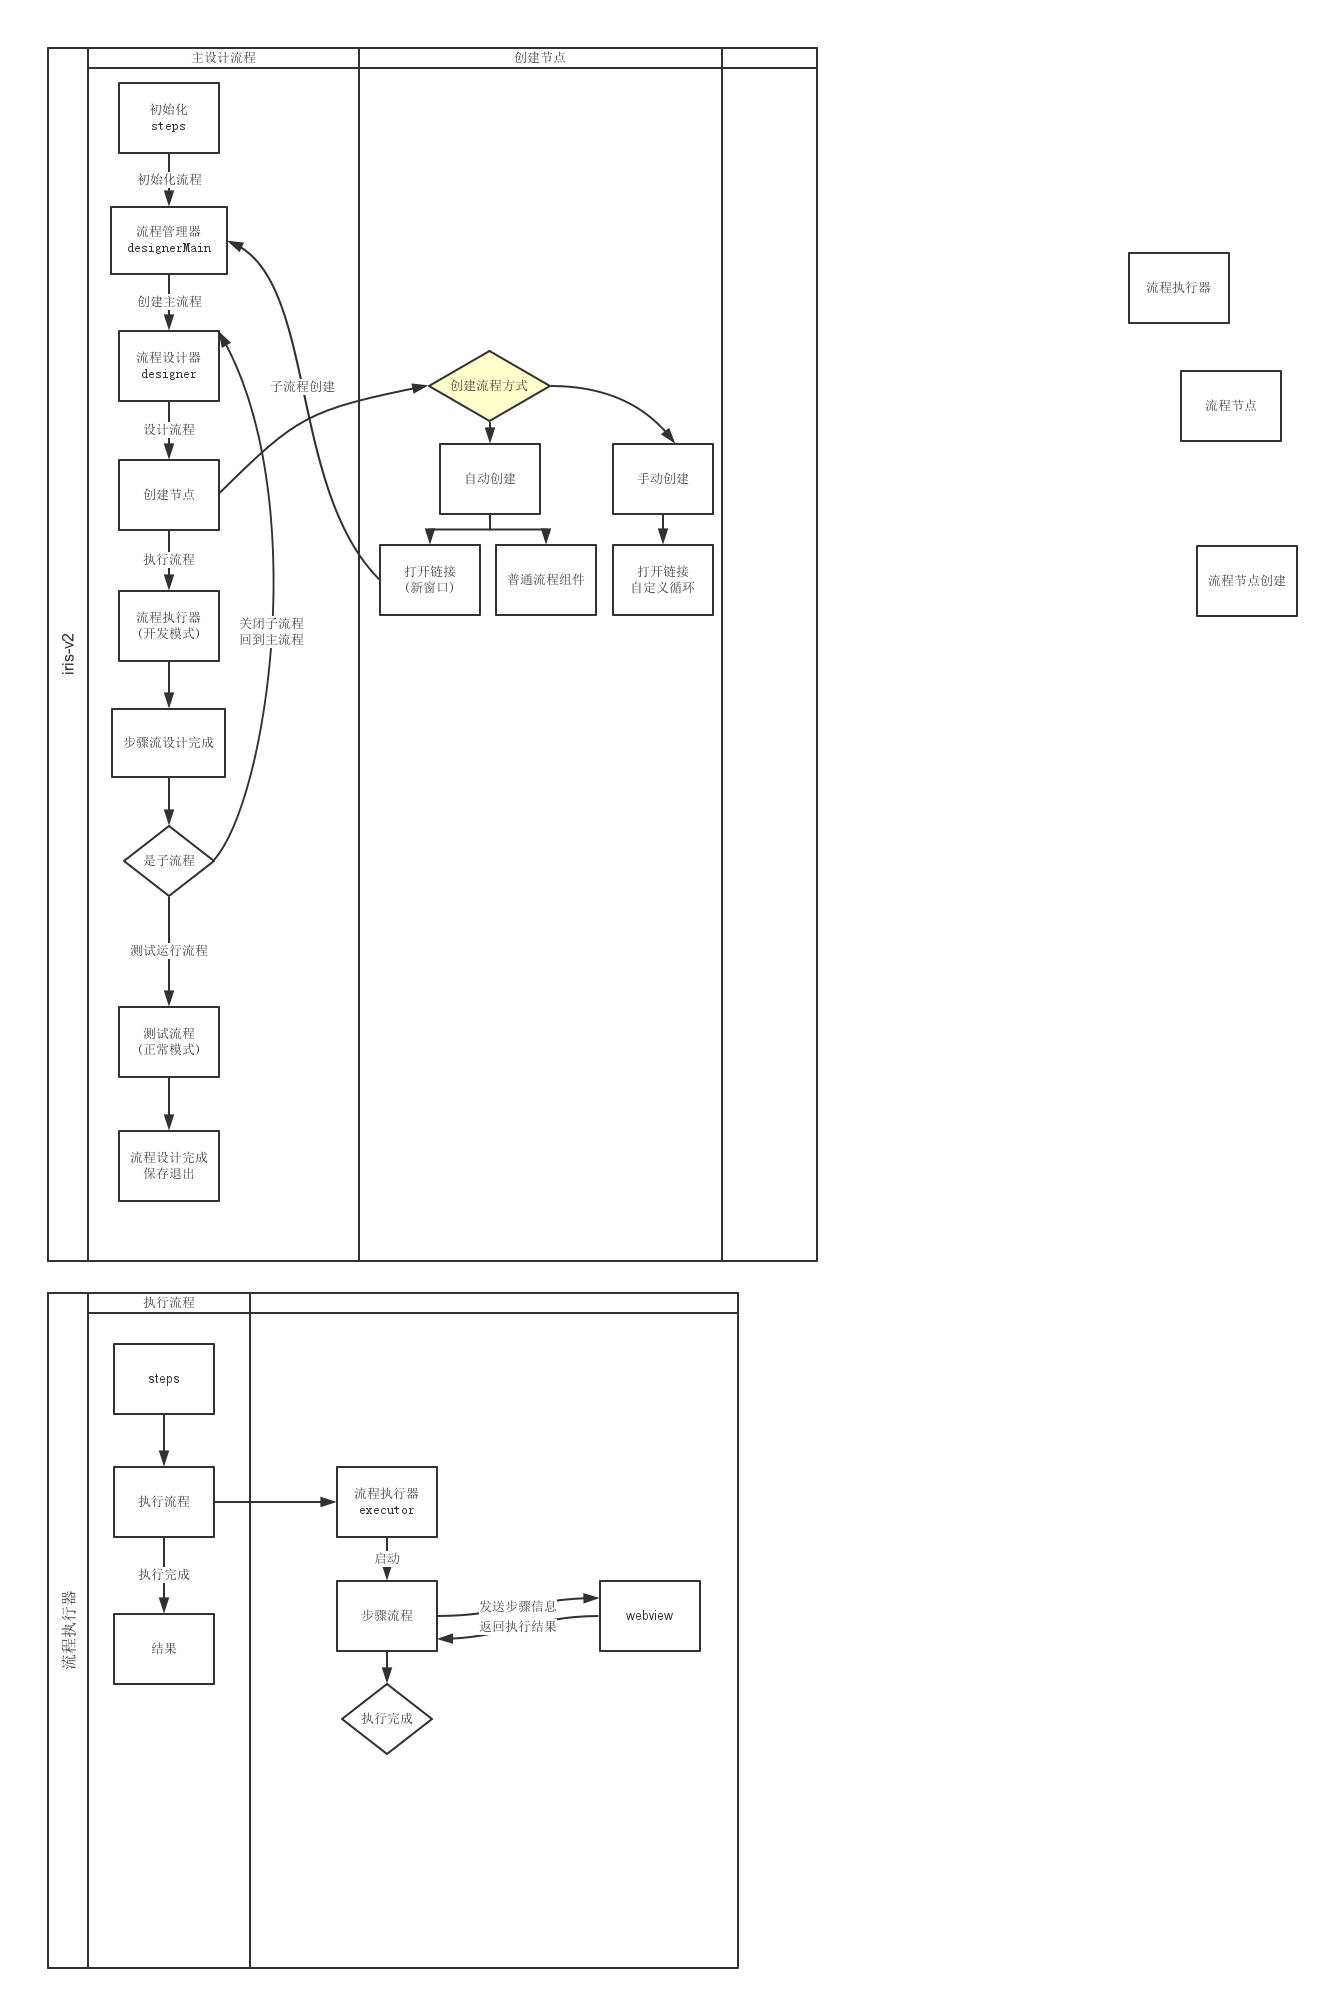 主设计流程
创建节点
初始化
steps
初始化流程
流程管理器
designerMain
创建主流程
流程设计器
designer
设计流程
创建节点
执行流程
流程执行器
(开发模式)
步骤流设计完成
是子流程
测试运行流程
测试流程
(正常模式)
流程设计完成
保存退出
子流程创建
关闭子流程
回到主流程
创建流程方式
自动创建
手动创建
打开链接
(新窗口)
普通流程组件
打开链接
自定义循环
iris-v2
流程执行器
流程节点
流程节点创建
执行流程
steps
执行流程
执行完成
结果
流程执行器
executor
启动
步骤流程
发送步骤信息
返回执行结果
webview
执行完成
流程执行器